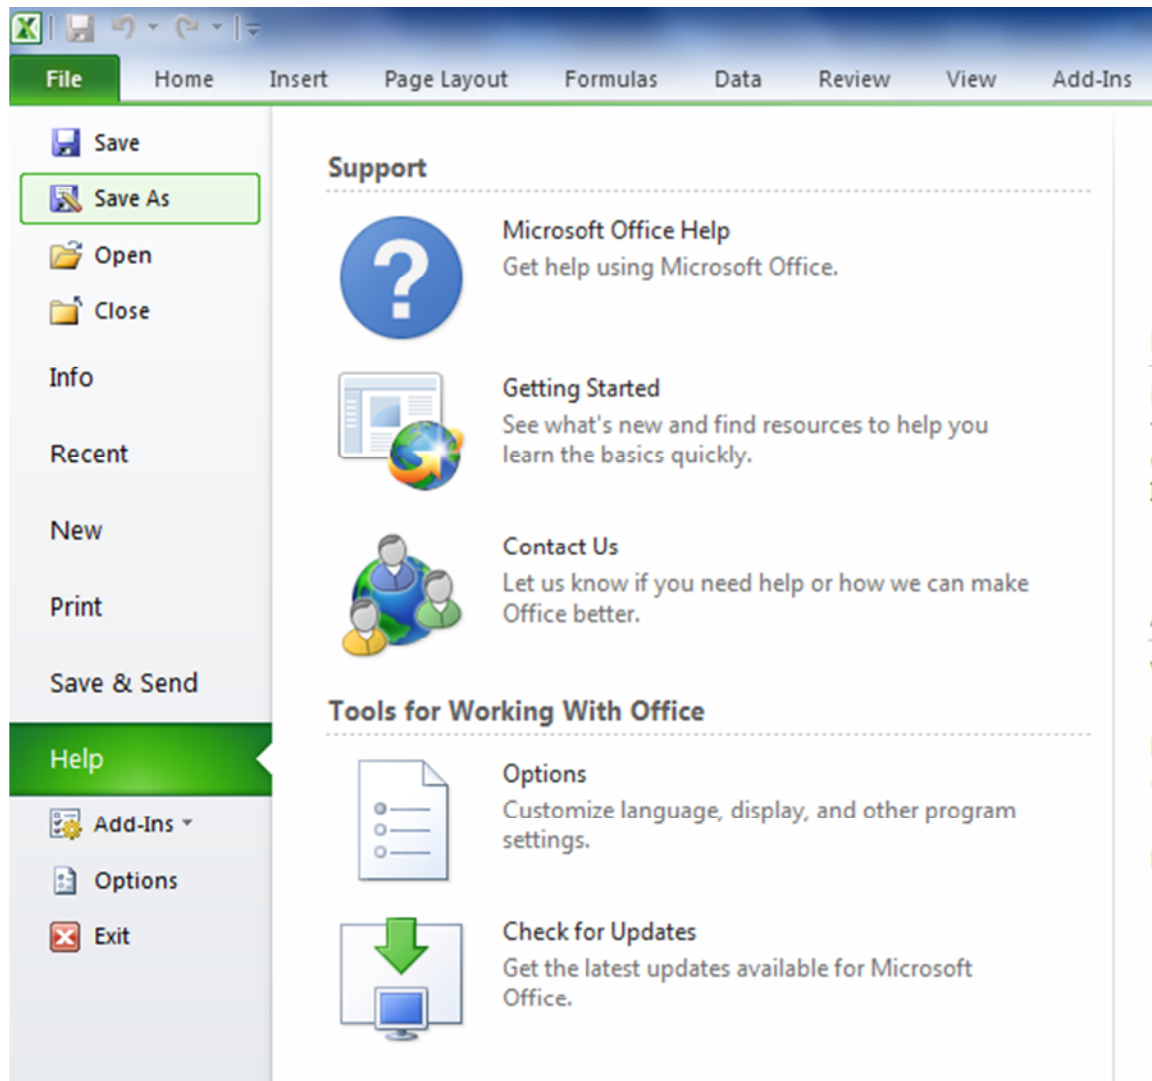 File Home Insert Page Layout Formulas Data Review View Add-Ins
Save
Save As
Open
Close
Info
Recent
New
Print
Save & Send
Help
Add-Ins
Options
Exit
Support
Microsoft Office Help
Get help using Microsoft Office.
Getting Started
See what's new and find resources to help you
learn the basics quickly.
Contact Us
Let us know if you need help or how we can make
Office better.
Tools for Working With Office
Options
Customize language, display, and other program
settings.
Check for Updates
Get the latest updates available for Microsoft
Office.